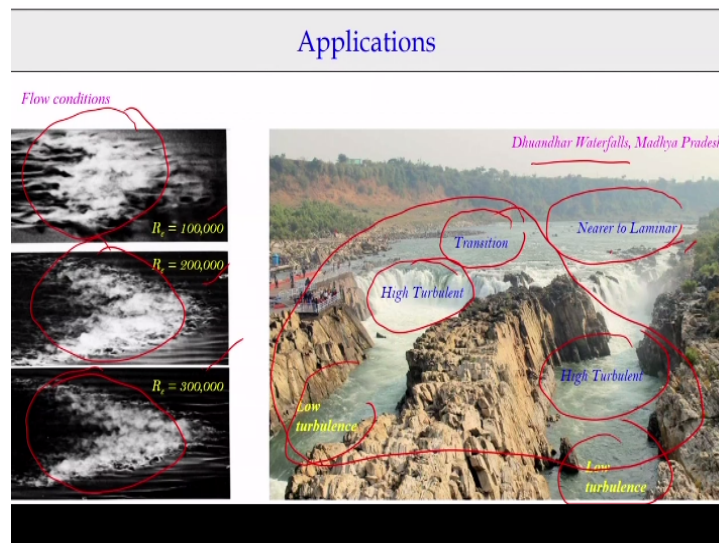 Applications
Flow conditions
Dhuandhar Waterfalls, Madhya Pradesh
Rₑ = 100,000
Rₑ = 200,000
Rₑ = 300,000
Transition
Nearer to Laminar
High Turbulent
High Turbulent
Low
turbulence
Low
turbulence